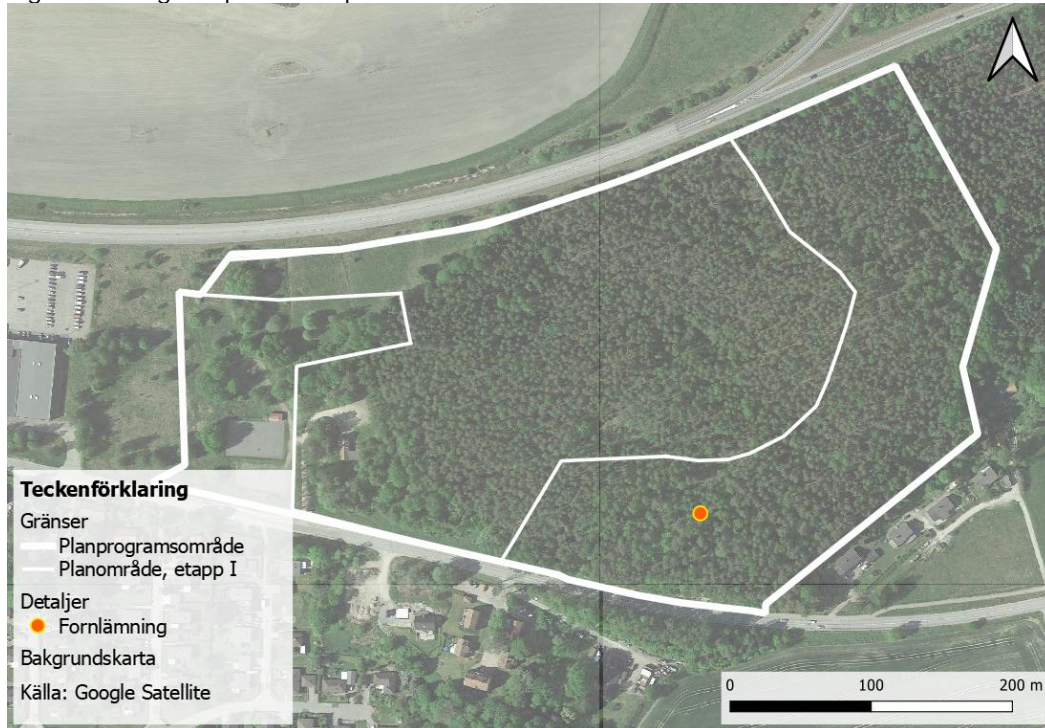 Teckenförklaring
Gränser
Planprogramsområde
Planområde, etapp I
Detaljer
Fornlämning
Bakgrundskarta
Källa: Google Satellite
0 100 200 m